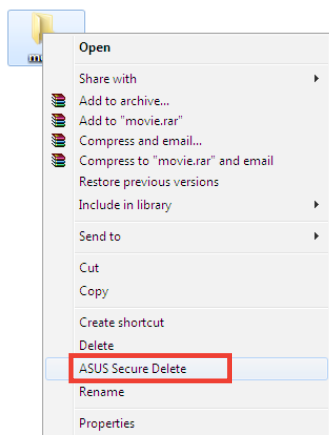 Open
Share with
Add to archive...
Add to "movie.rar"
Compress and email...
Compress to "movie.rar" and email
Restore previous versions
Include in library
Send to
Cut
Copy
Create shortcut
Delete
ASUS Secure Delete
Rename
Properties